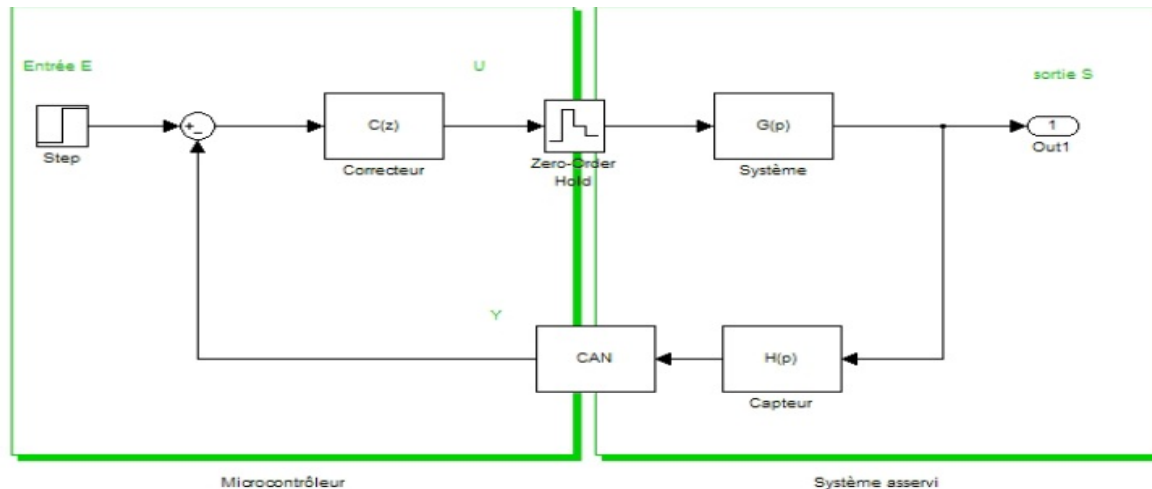 Entrée E
U
sortie S
+
-
C(z)
G(p)
1
Step
Correcteur
Zero-Order
Hold
Système
Out1
Y
CAN
H(p)
Capteur
Microcontrôleur
Système asservi